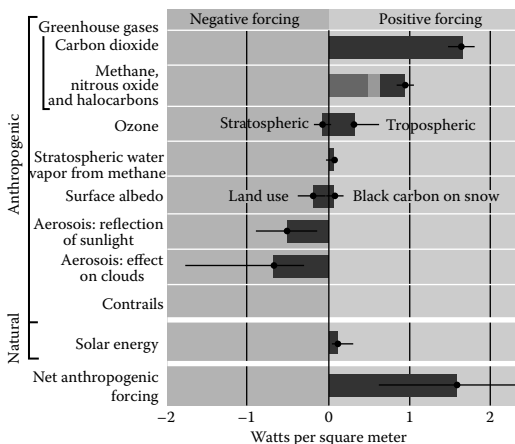 Negative forcing
Positive forcing
Anthropogenic
Greenhouse gases
Carbon dioxide
Methane,
nitrous oxide
and halocarbons
Ozone
Stratospheric
Tropospheric
Stratospheric water
vapor from methane
Surface albedo
Land use
Black carbon on snow
Aerosois: reflection
of sunlight
Aerosois: effect
on clouds
Contrails
Natural
Solar energy
Net anthropogenic
forcing
−2 −1 0 1 2
Watts per square meter